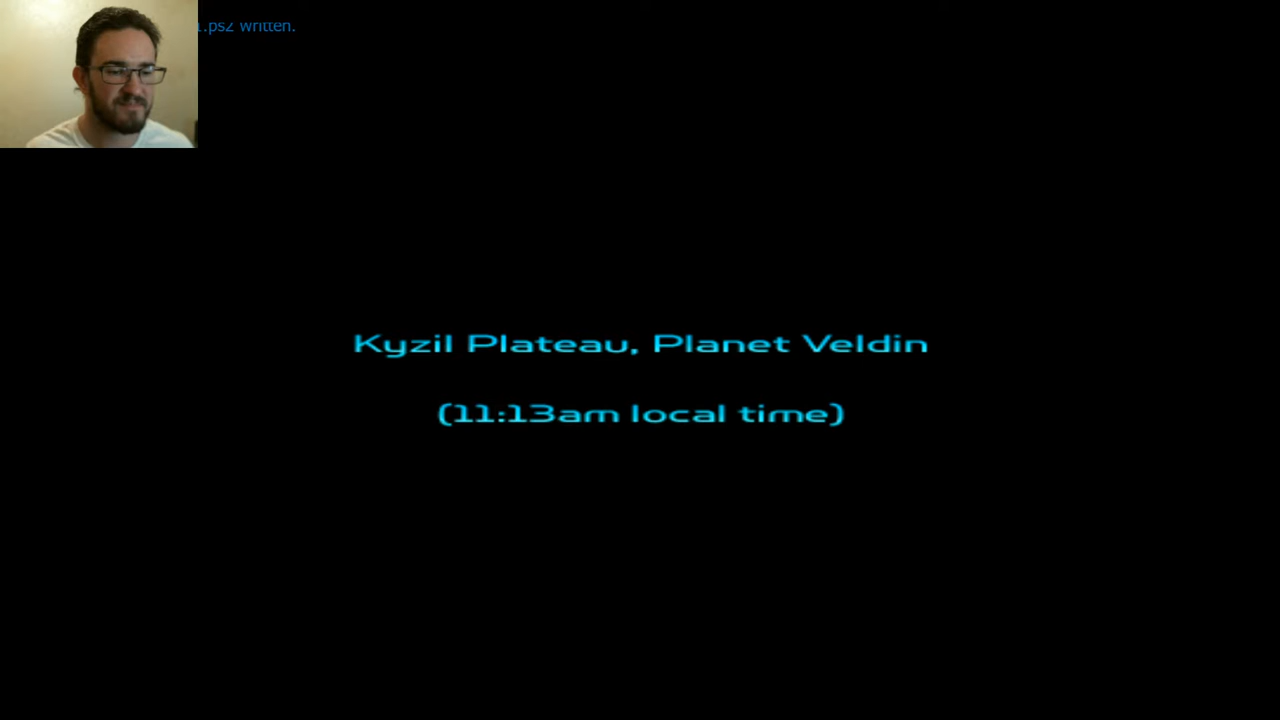 .ps2 written.
Kyzil Plateau, Planet Veldin
(11:13am local time)